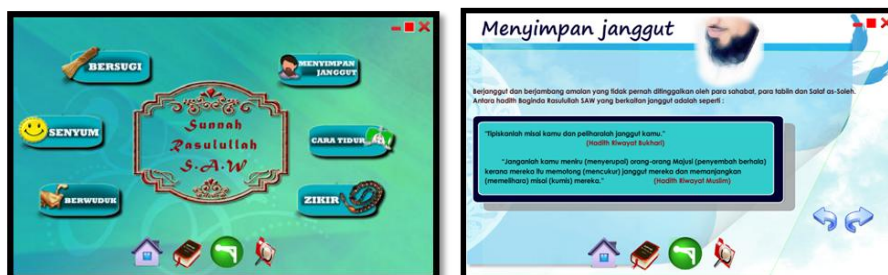 BERSUGI
MENYIMPAN
JANGGUT
Sunnah
Rasulullah
S.A.W
SENYUM
CARA TIDUR
BERWUDUK
ZIKIR
Menyimpan janggut
Berjanggut dan berjambang amalan yang tidak pernah ditinggalkan oleh para sahabat, para tabiin dan Salaf as-Soleh.
Antara hadith Baginda Rasulullah SAW yang berkaitan janggut adalah seperti :
"Tipiskanlah misai kamu dan peliharalah janggut kamu."
(Hadith Riwayat Bukhari)
"Janganlah kamu meniru (menyerupai) orang-orang Majusi (penyembah berhala)
kerana mereka itu memotong (mencukur) janggut mereka dan memanjangkan
(memelihara) misai (kumis) mereka." (Hadith Riwayat Muslim)